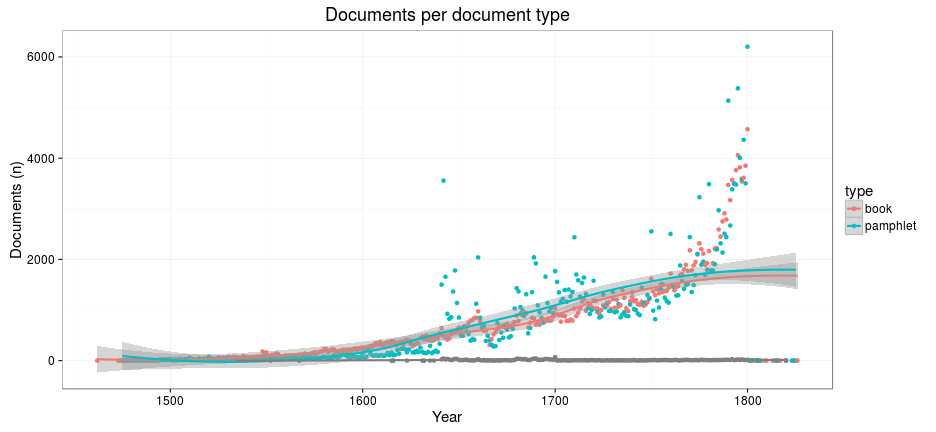 Documents per document type
Documents (n)
6000
4000
2000
0
1500
1600
1700
1800
Year
type
book
pamphlet